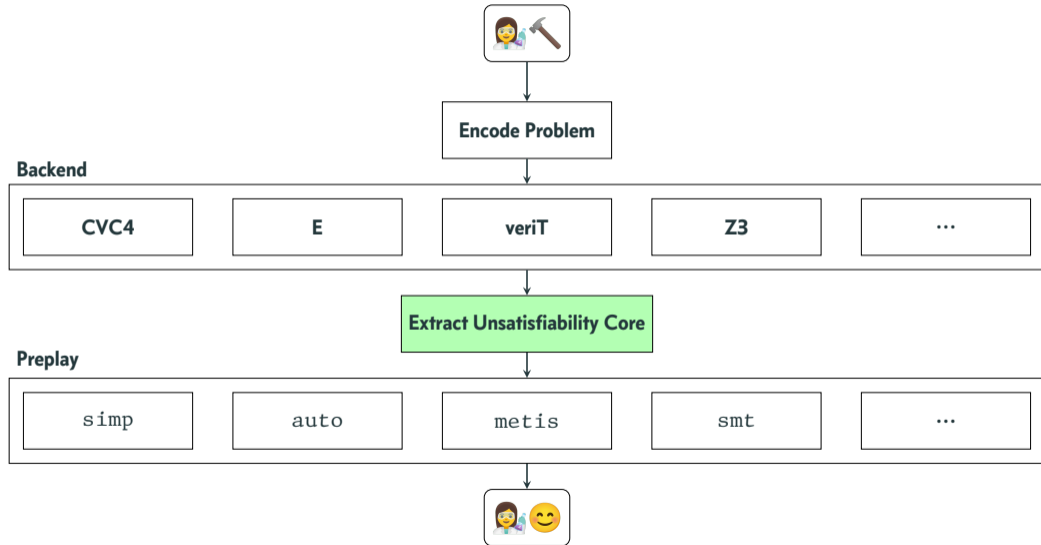 Encode Problem
Backend
CVC4 E veriT Z3 ⋯
Extract Unsatisfiability Core
Preplay
simp auto metis smt ⋯